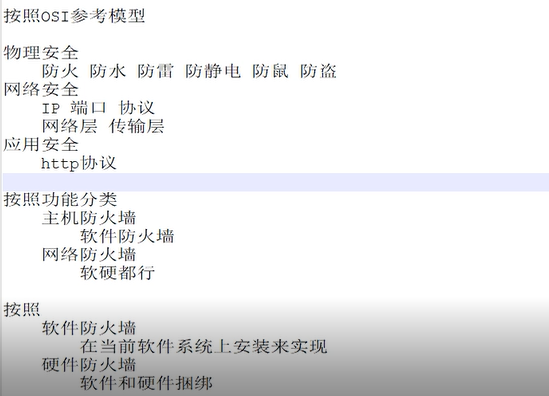 按照OSI参考模型
物理安全
防火 防水 防雷 防静电 防鼠 防盗
网络安全
IP 端口 协议
网络层 传输层
应用安全
http协议
按照功能分类
主机防火墙
软件防火墙
网络防火墙
软硬都行
按照
软件防火墙
在当前软件系统上安装来实现
硬件防火墙
软件和硬件捆绑